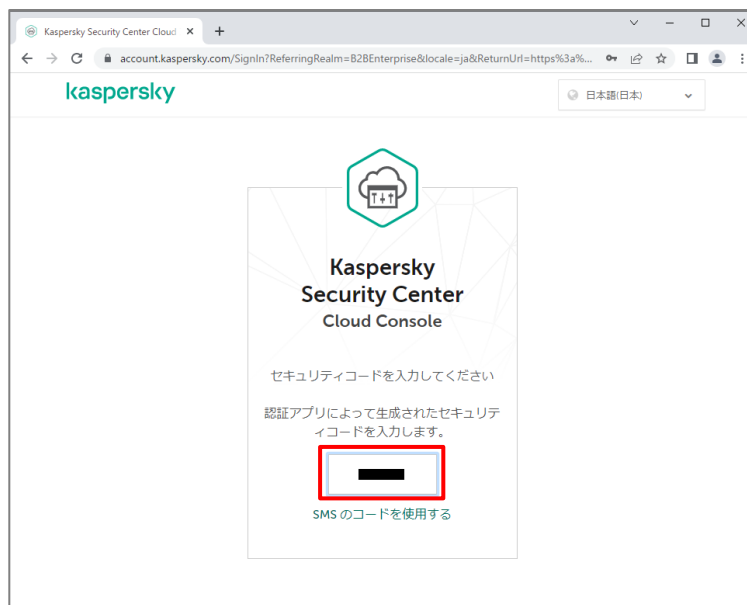 Kaspersky Security Center Cloud
account.kaspersky.com/SignIn?ReferringRealm=B2BEnterprise&locale=ja&ReturnUrl=https%3a%...
kaspersky
日本語(日本)
Kaspersky
Security Center
Cloud Console
セキュリティコードを入力してください
認証アプリによって生成されたセキュリテ
ィコードを入力します。
SMS のコードを使用する